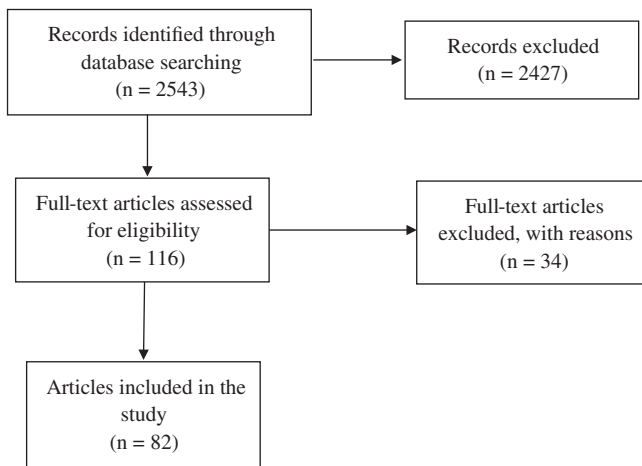 Records identified through
database searching
(n = 2543)
Records excluded
(n = 2427)
Full-text articles assessed
for eligibility
(n = 116)
Full-text articles
excluded, with reasons
(n = 34)
Articles included in the
study
(n = 82)